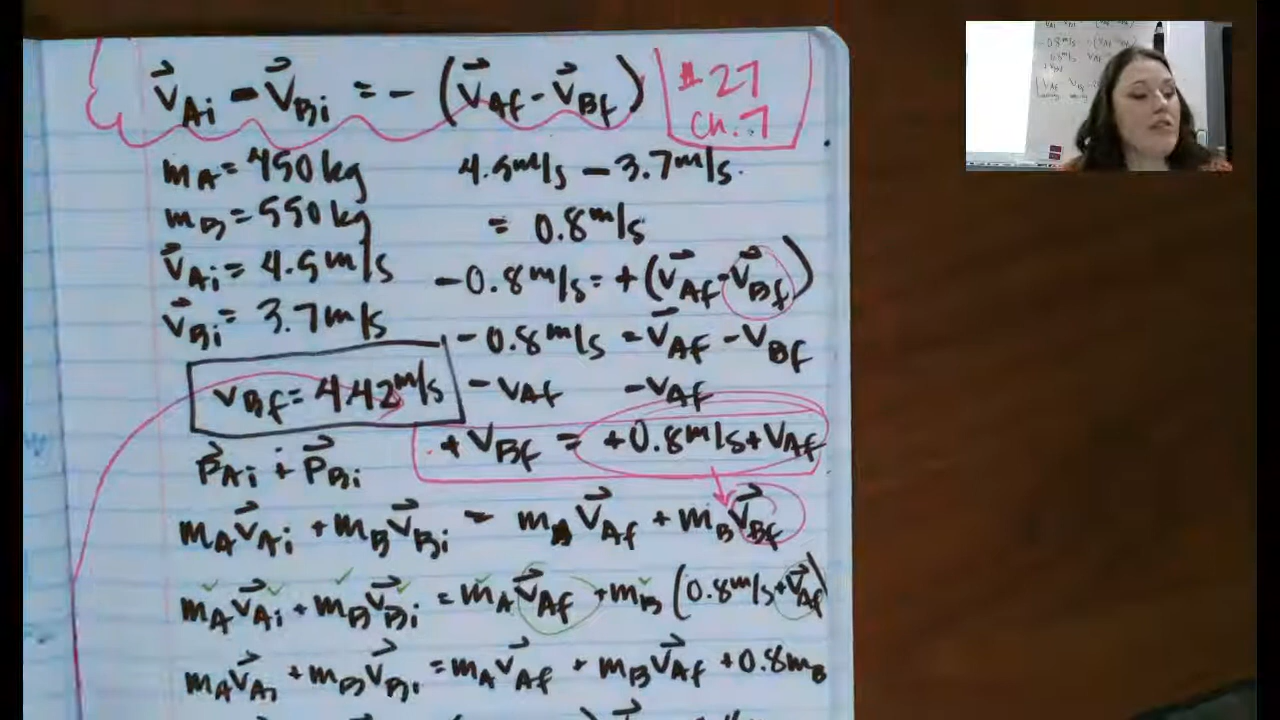 v⃗Ai - v⃗Bi = - (v⃗Af - v⃗Bf)
#27
Ch. 7
mA = 450 kg
mB = 550 kg
v⃗Ai = 4.5 m/s
v⃗Bi = 3.7 m/s
vBf = 4.42 m/s
4.5 m/s - 3.7 m/s
= 0.8 m/s
-0.8 m/s = +(v⃗Af - v⃗Bf)
-0.8 m/s = v⃗Af - vBf
-vAf -vAf
+vBf = +0.8 m/s + vAf
p⃗Ai + p⃗Bi
mAv⃗Ai + mBv⃗Bi = mA v⃗Af + mBv⃗Bf
mAv⃗Ai + mBv⃗Bi = mAv⃗Af + mB(0.8 m/s + v⃗Af)
mAv⃗Ai + mBv⃗Bi = mAv⃗Af + mBv⃗Af + 0.8mB